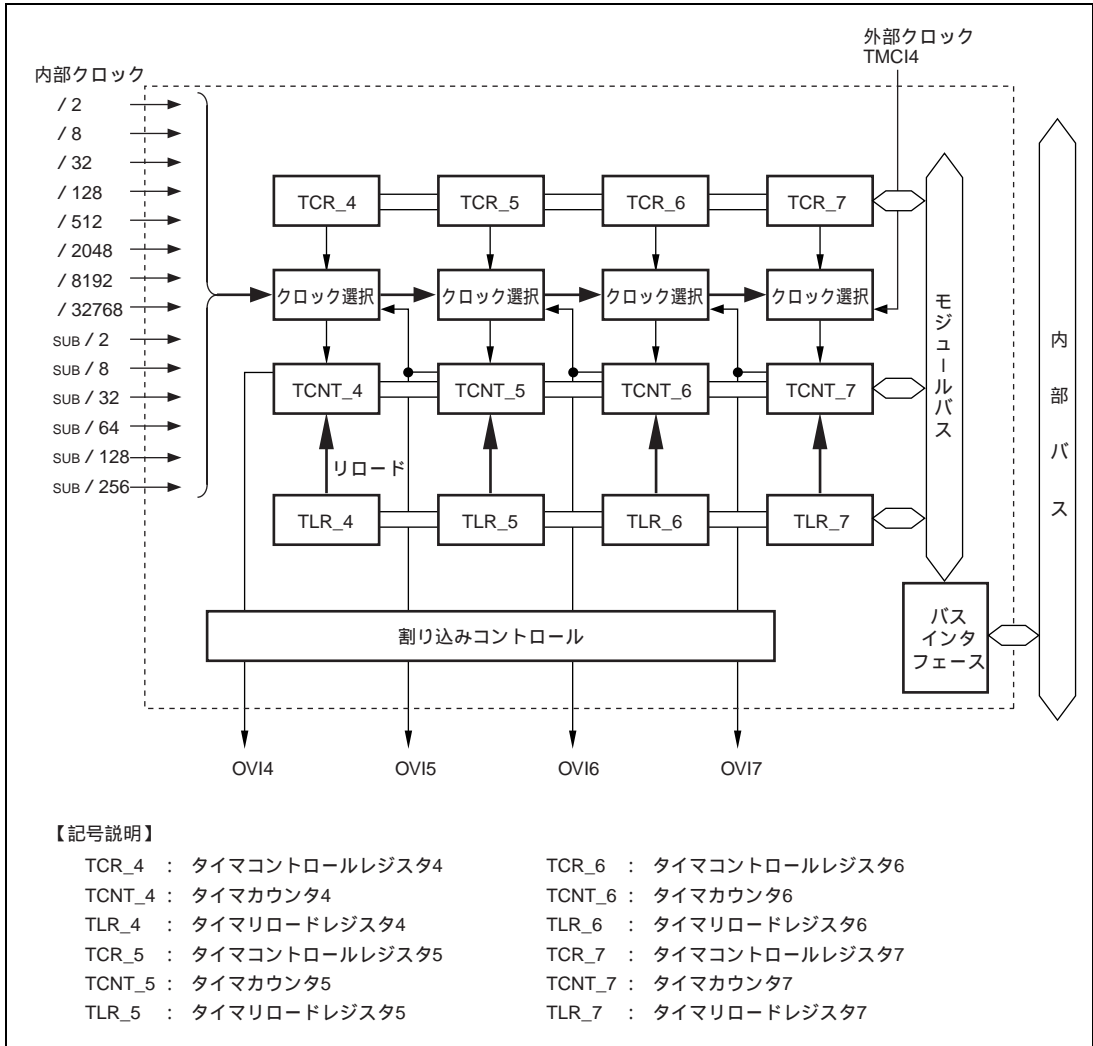 外部クロック
TMCI4
内部クロック
/ 2
/ 8
/ 32
/ 128
/ 512
/ 2048
/ 8192
/ 32768
SUB / 2
SUB / 8
SUB / 32
SUB / 64
SUB / 128
SUB / 256
TCR_4
TCR_5
TCR_6
TCR_7
クロック選択
クロック選択
クロック選択
クロック選択
TCNT_4
TCNT_5
TCNT_6
TCNT_7
リロード
TLR_4
TLR_5
TLR_6
TLR_7
モジュールバス
内部バス
割り込みコントロール
バス
インタ
フェース
OVI4
OVI5
OVI6
OVI7
【記号説明】
TCR_4 : タイマコントロールレジスタ4
TCNT_4 : タイマカウンタ4
TLR_4 : タイマリロードレジスタ4
TCR_5 : タイマコントロールレジスタ5
TCNT_5 : タイマカウンタ5
TLR_5 : タイマリロードレジスタ5
TCR_6 : タイマコントロールレジスタ6
TCNT_6 : タイマカウンタ6
TLR_6 : タイマリロードレジスタ6
TCR_7 : タイマコントロールレジスタ7
TCNT_7 : タイマカウンタ7
TLR_7 : タイマリロードレジスタ7